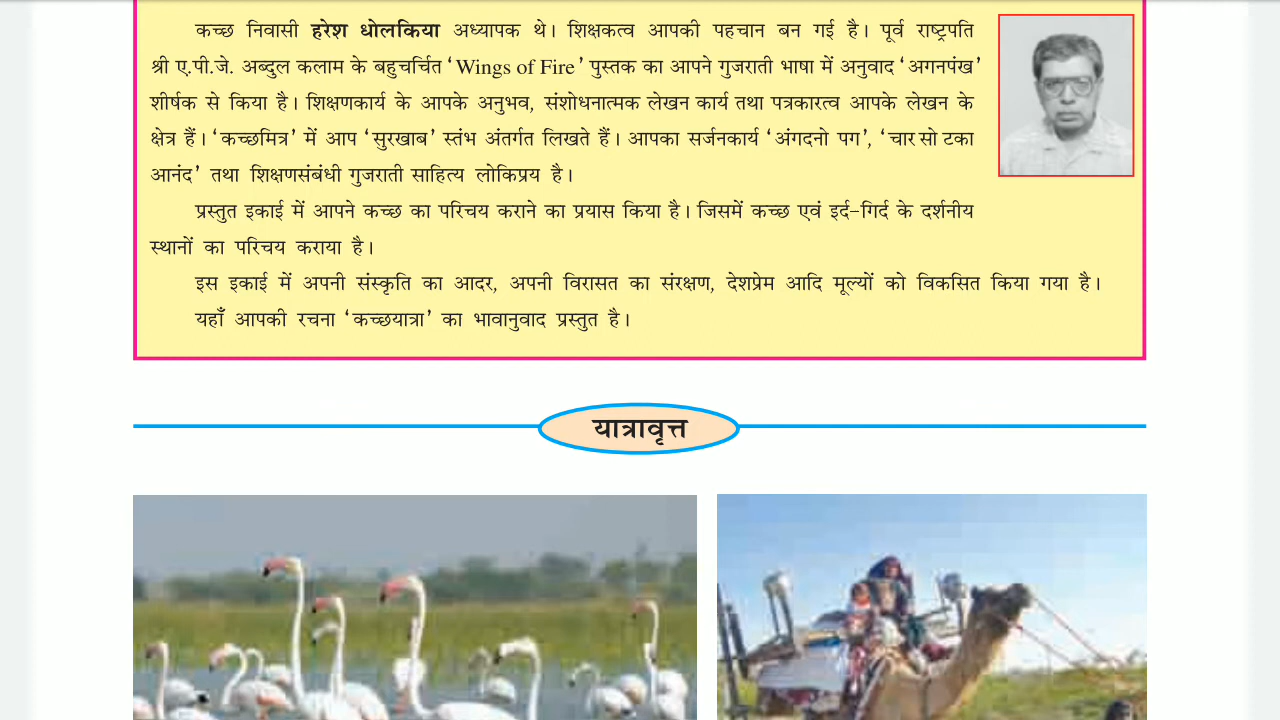 कच्छ निवासी हरेश धोलकिया अध्यापक थे। शिक्षकत्व आपकी पहचान बन गई है। पूर्व राष्ट्रपति
श्री ए.पी.जे. अब्दुल कलाम के बहुचर्चित ‘Wings of Fire’ पुस्तक का आपने गुजराती भाषा में अनुवाद ‘अगनपंख’
शीर्षक से किया है। शिक्षणकार्य के आपके अनुभव, संशोधनात्मक लेखन कार्य तथा पत्रकारत्व आपके लेखन के
क्षेत्र हैं। ‘कच्छमित्र’ में आप ‘सुरखाब’ स्तंभ अंतर्गत लिखते हैं। आपका सर्जनकार्य ‘अंगदनो पग’, ‘चार सो टका
आनंद’ तथा शिक्षणसंबंधी गुजराती साहित्य लोकप्रिय है।
प्रस्तुत इकाई में आपने कच्छ का परिचय कराने का प्रयास किया है। जिसमें कच्छ एवं इर्द-गिर्द के दर्शनीय
स्थानों का परिचय कराया है।
इस इकाई में अपनी संस्कृति का आदर, अपनी विरासत का संरक्षण, देशप्रेम आदि मूल्यों को विकसित किया गया है।
यहाँ आपकी रचना ‘कच्छयात्रा’ का भावानुवाद प्रस्तुत है।
यात्रावृत्त